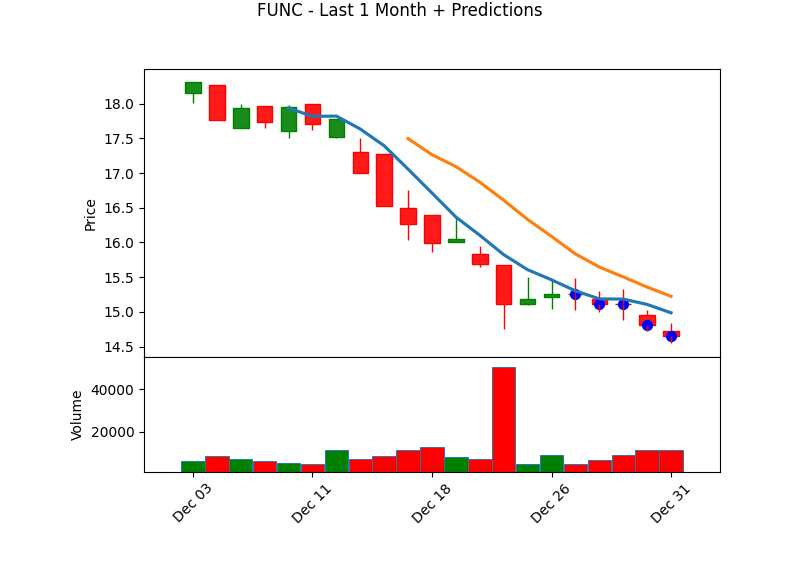 FUNC - Last 1 Month + Predictions
Price
18.0
17.5
17.0
16.5
16.0
15.5
15.0
14.5
Volume
40000
20000
Dec 03
Dec 11
Dec 18
Dec 26
Dec 31